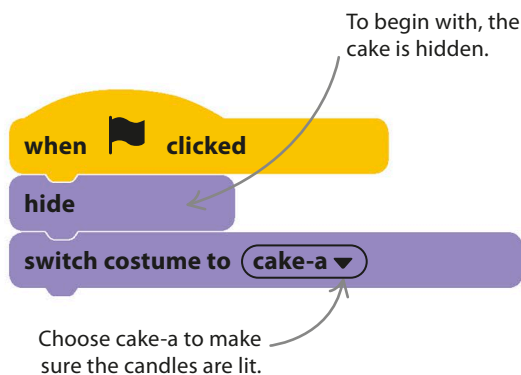 To begin with, the
cake is hidden.
when clicked
hide
switch costume to cake-a
Choose cake-a to make
sure the candles are lit.